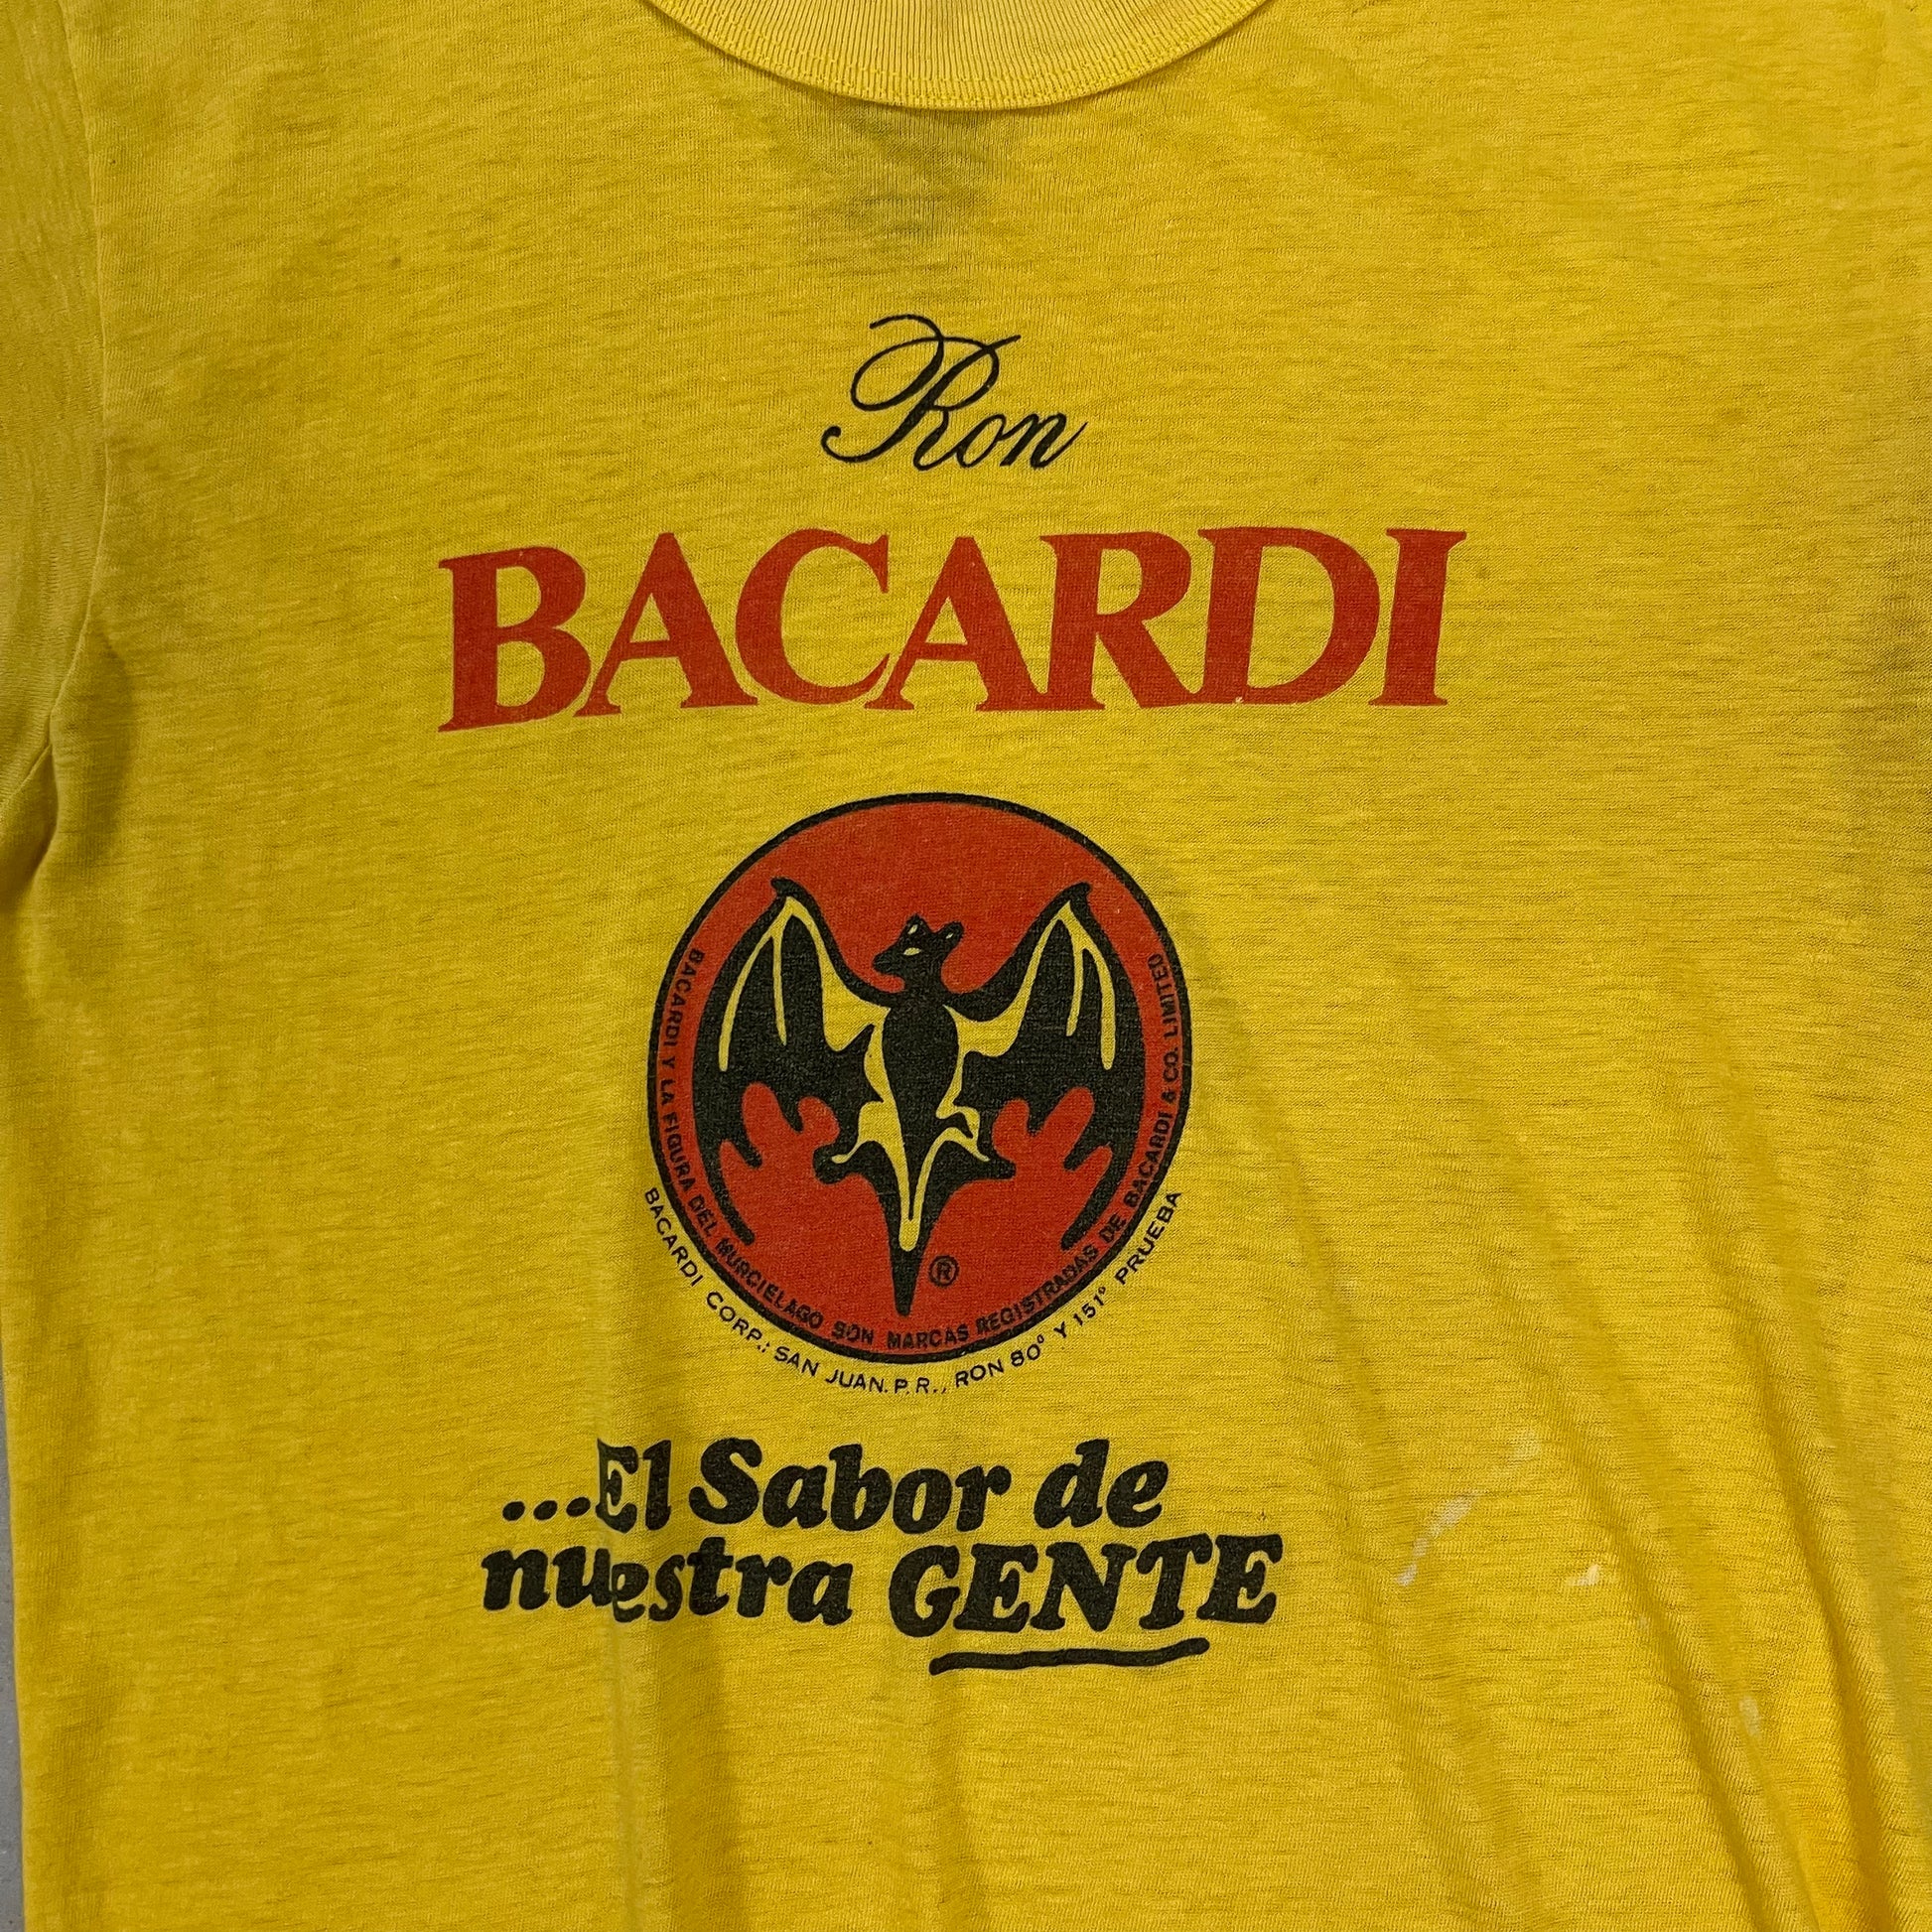 Ron
BACARDI
BACARDI Y LA FIGURA DEL MURCIELAGO SON MARCAS REGISTRADAS DE BACARDI & CO. LIMITED
®
BACARDI CORP.; SAN JUAN. P.R., RON 80° Y 151° PRUEBA
...El Sabor de
nuestra GENTE